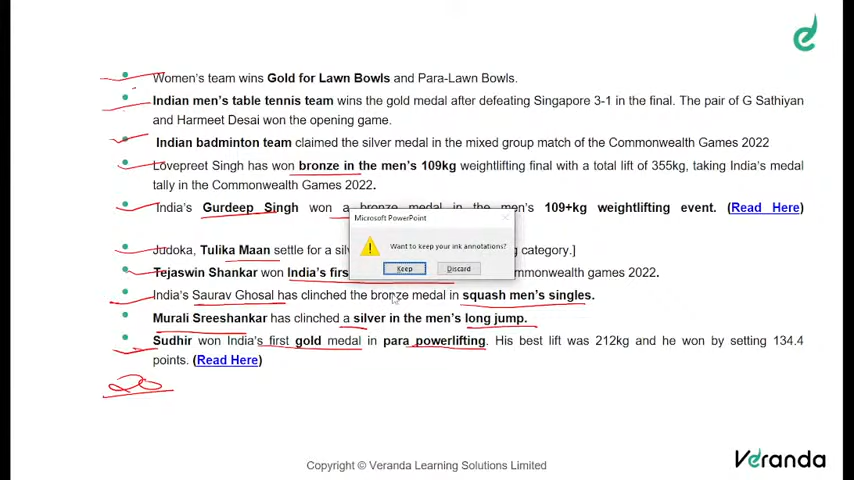 Women's team wins Gold for Lawn Bowls and Para-Lawn Bowls.
Indian men's table tennis team wins the gold medal after defeating Singapore 3-1 in the final. The pair of G Sathiyan
and Harmeet Desai won the opening game.
Indian badminton team claimed the silver medal in the mixed group match of the Commonwealth Games 2022
Lovepreet Singh has won bronze in the men's 109kg weightlifting final with a total lift of 355kg, taking India's medal
tally in the Commonwealth Games 2022.
India's Gurdeep Singh won a bronze medal in the men's 109+kg weightlifting event. (Read Here)
Microsoft PowerPoint
Want to keep your ink annotations?
Keep Discard
Judoka, Tulika Maan settle for a silv g category.]
Tejaswin Shankar won India's first mmonwealth games 2022.
India's Saurav Ghosal has clinched the bronze medal in squash men's singles.
Murali Sreeshankar has clinched a silver in the men's long jump.
Sudhir won India's first gold medal in para powerlifting. His best lift was 212kg and he won by setting 134.4
points. (Read Here)
20
Copyright © Veranda Learning Solutions Limited
Veranda